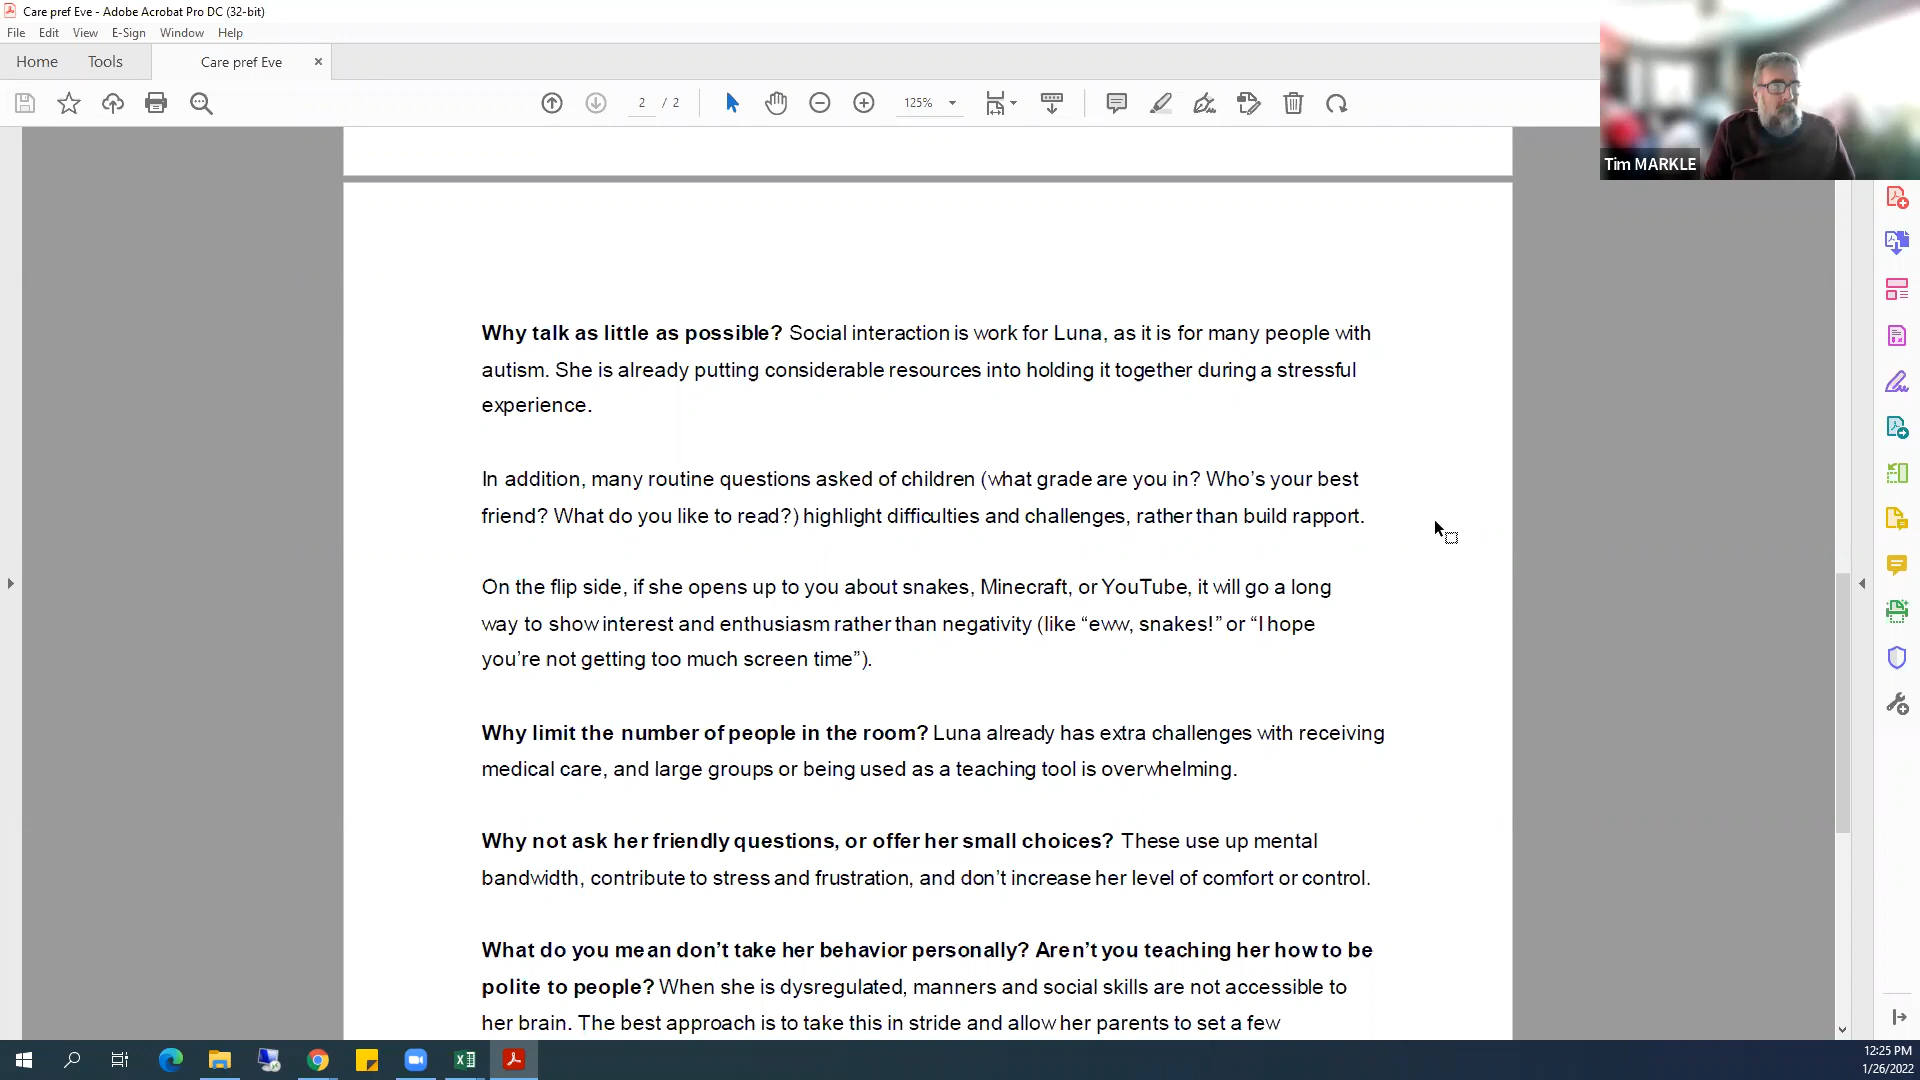 Care pref Eve - Adobe Acrobat Pro DC (32-bit)
File Edit View E-Sign Window Help
Home Tools Care pref Eve
2 / 2 125%
Tim MARKLE
Why talk as little as possible? Social interaction is work for Luna, as it is for many people with
autism. She is already putting considerable resources into holding it together during a stressful
experience.
In addition, many routine questions asked of children (what grade are you in? Who’s your best
friend? What do you like to read?) highlight difficulties and challenges, rather than build rapport.
On the flip side, if she opens up to you about snakes, Minecraft, or YouTube, it will go a long
way to show interest and enthusiasm rather than negativity (like “eww, snakes!” or “I hope
you’re not getting too much screen time”).
Why limit the number of people in the room? Luna already has extra challenges with receiving
medical care, and large groups or being used as a teaching tool is overwhelming.
Why not ask her friendly questions, or offer her small choices? These use up mental
bandwidth, contribute to stress and frustration, and don’t increase her level of comfort or control.
What do you mean don’t take her behavior personally? Aren’t you teaching her how to be
polite to people? When she is dysregulated, manners and social skills are not accessible to
her brain. The best approach is to take this in stride and allow her parents to set a few
12:25 PM
1/26/2022